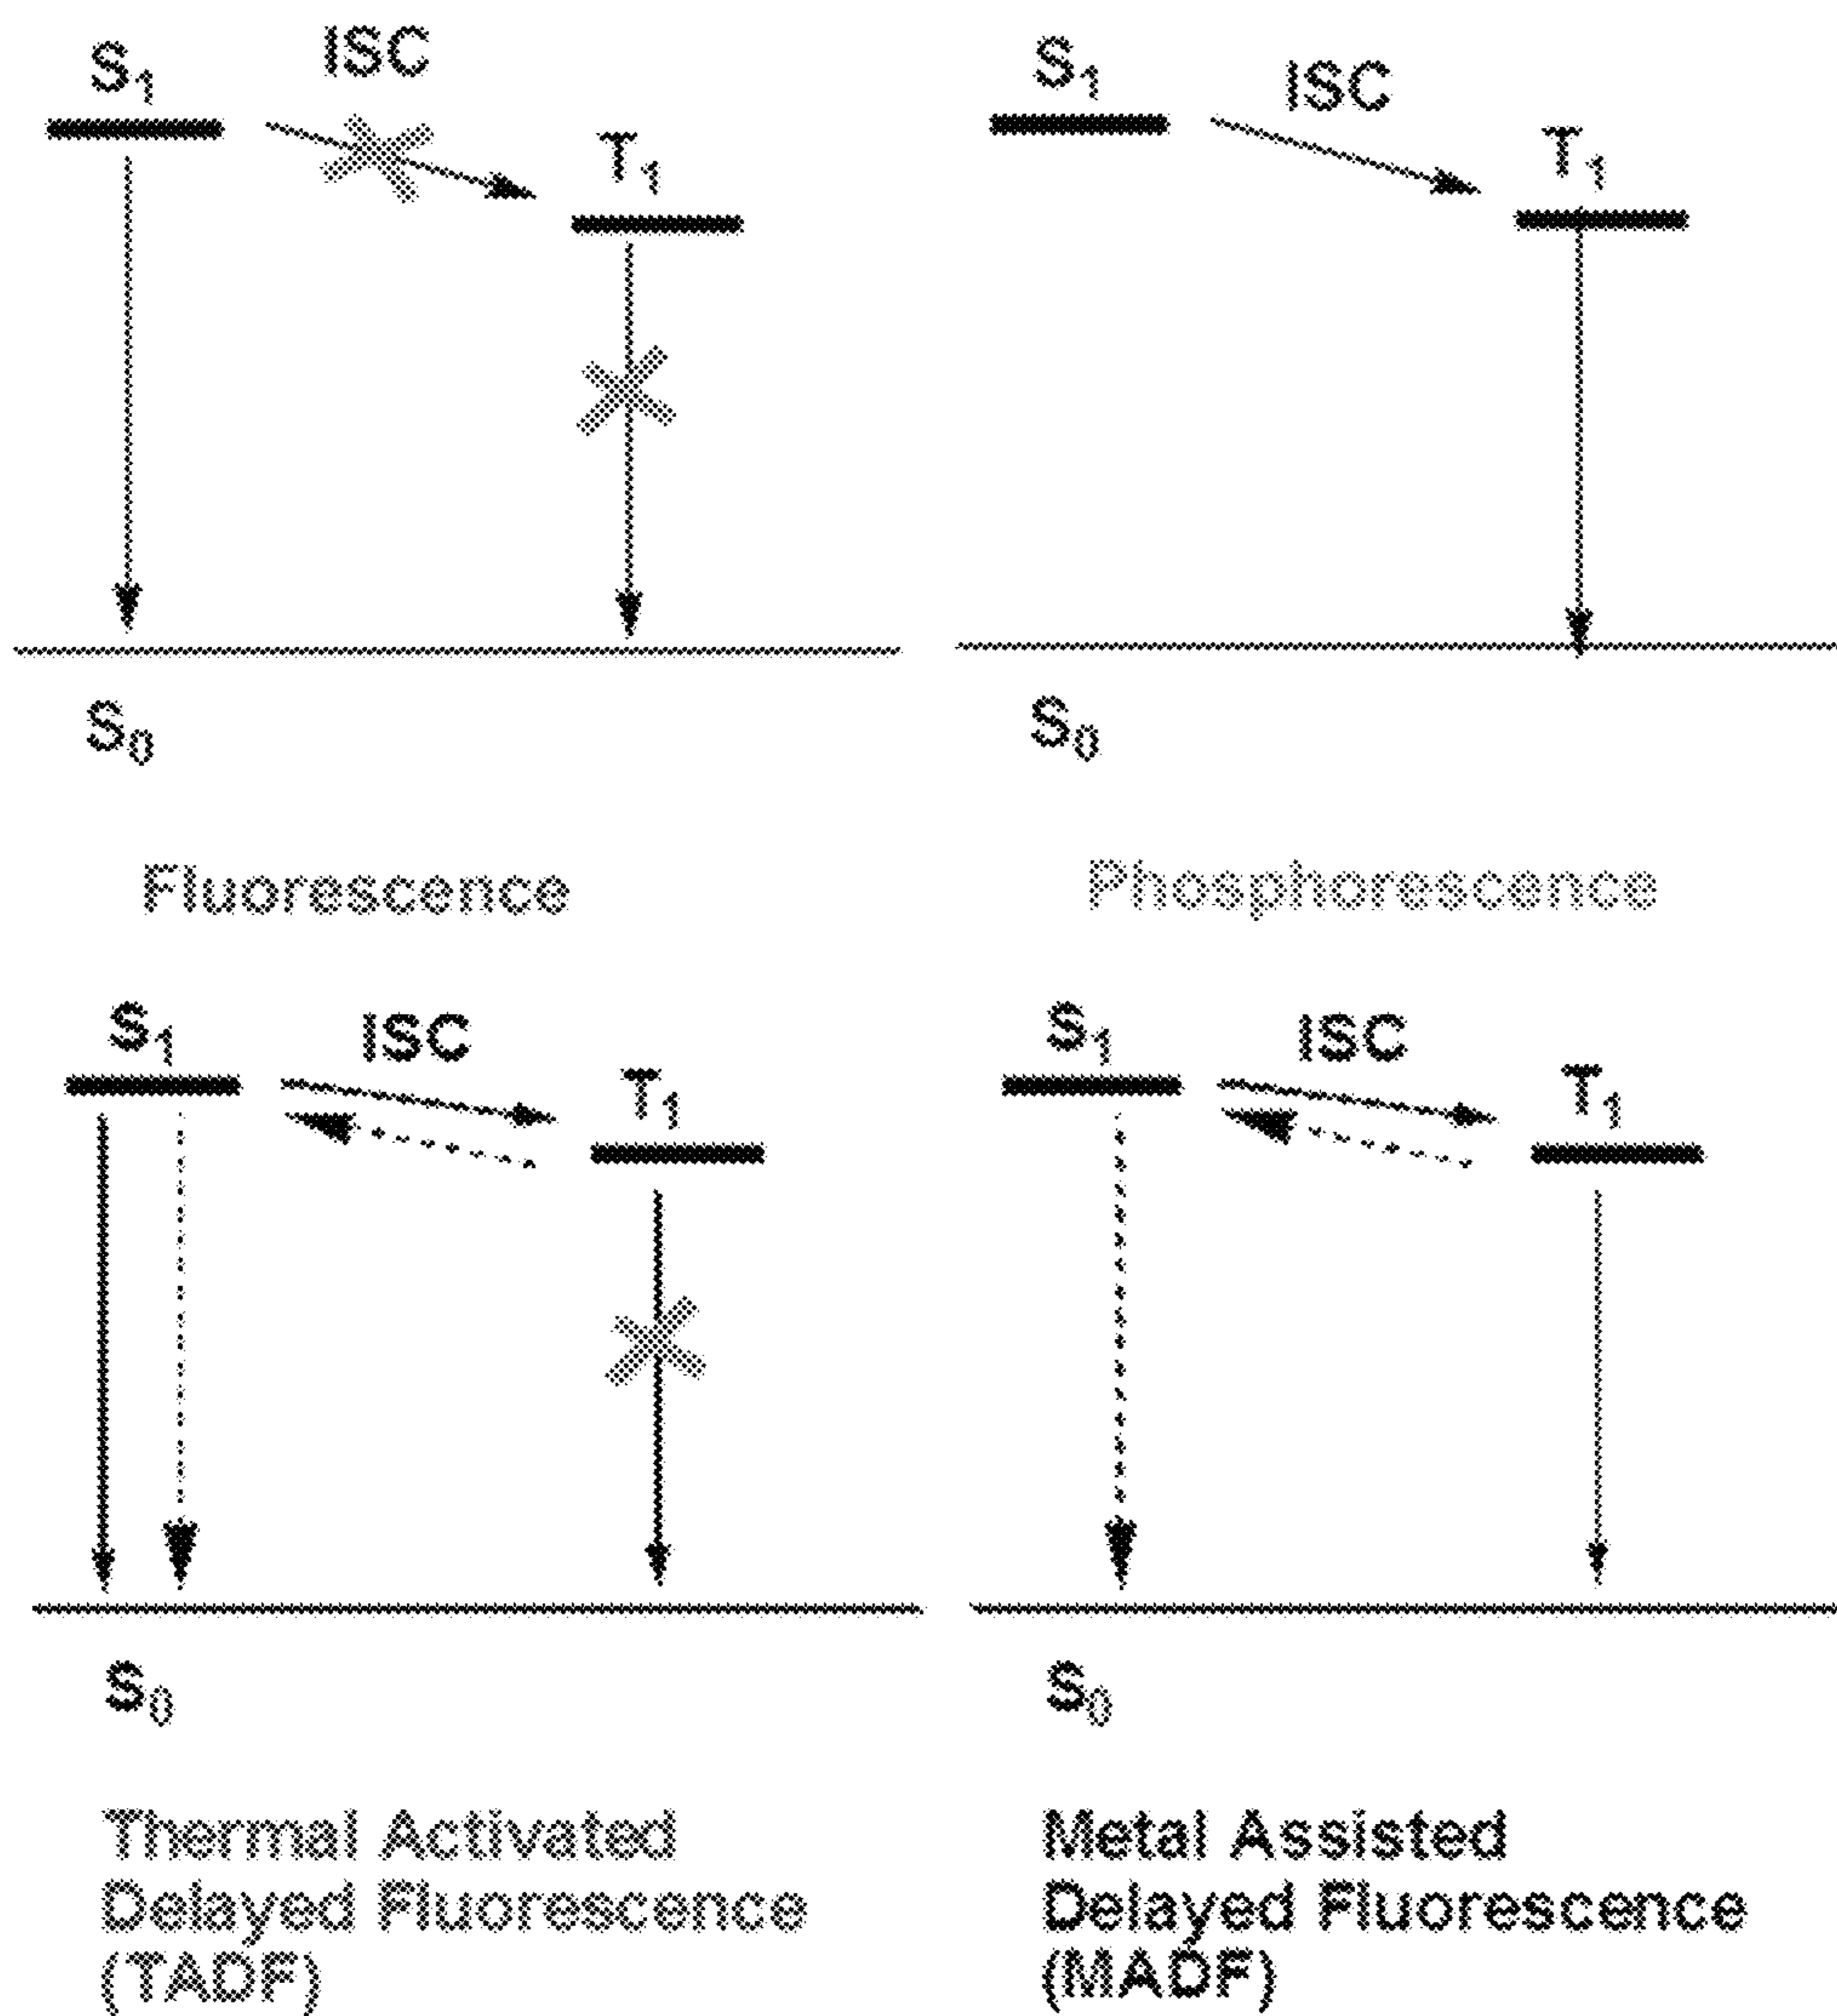 S₁ ISC
T₁
S₀
Fluorescence
S₁ ISC
T₁
S₀
Phosphorescence
S₁ ISC
T₁
S₀
Thermal Activated
Delayed Fluorescence
(TADF)
S₁ ISC
T₁
S₀
Metal Assisted
Delayed Fluorescence
(MADF)